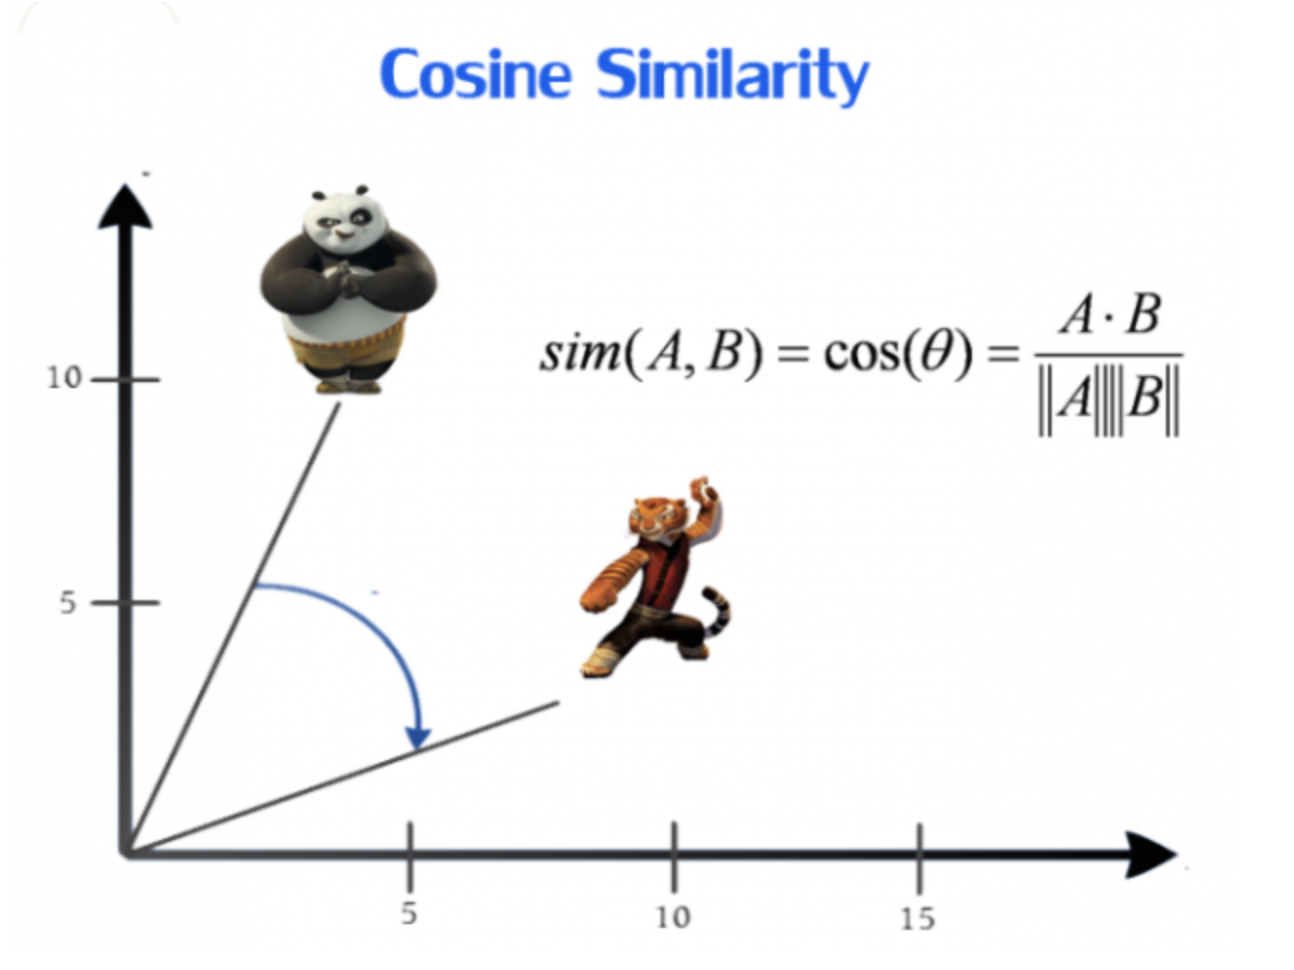 Cosine Similarity
10
sim(A, B) = cos(θ) = A · B / ‖A‖‖B‖
5
5 10 15